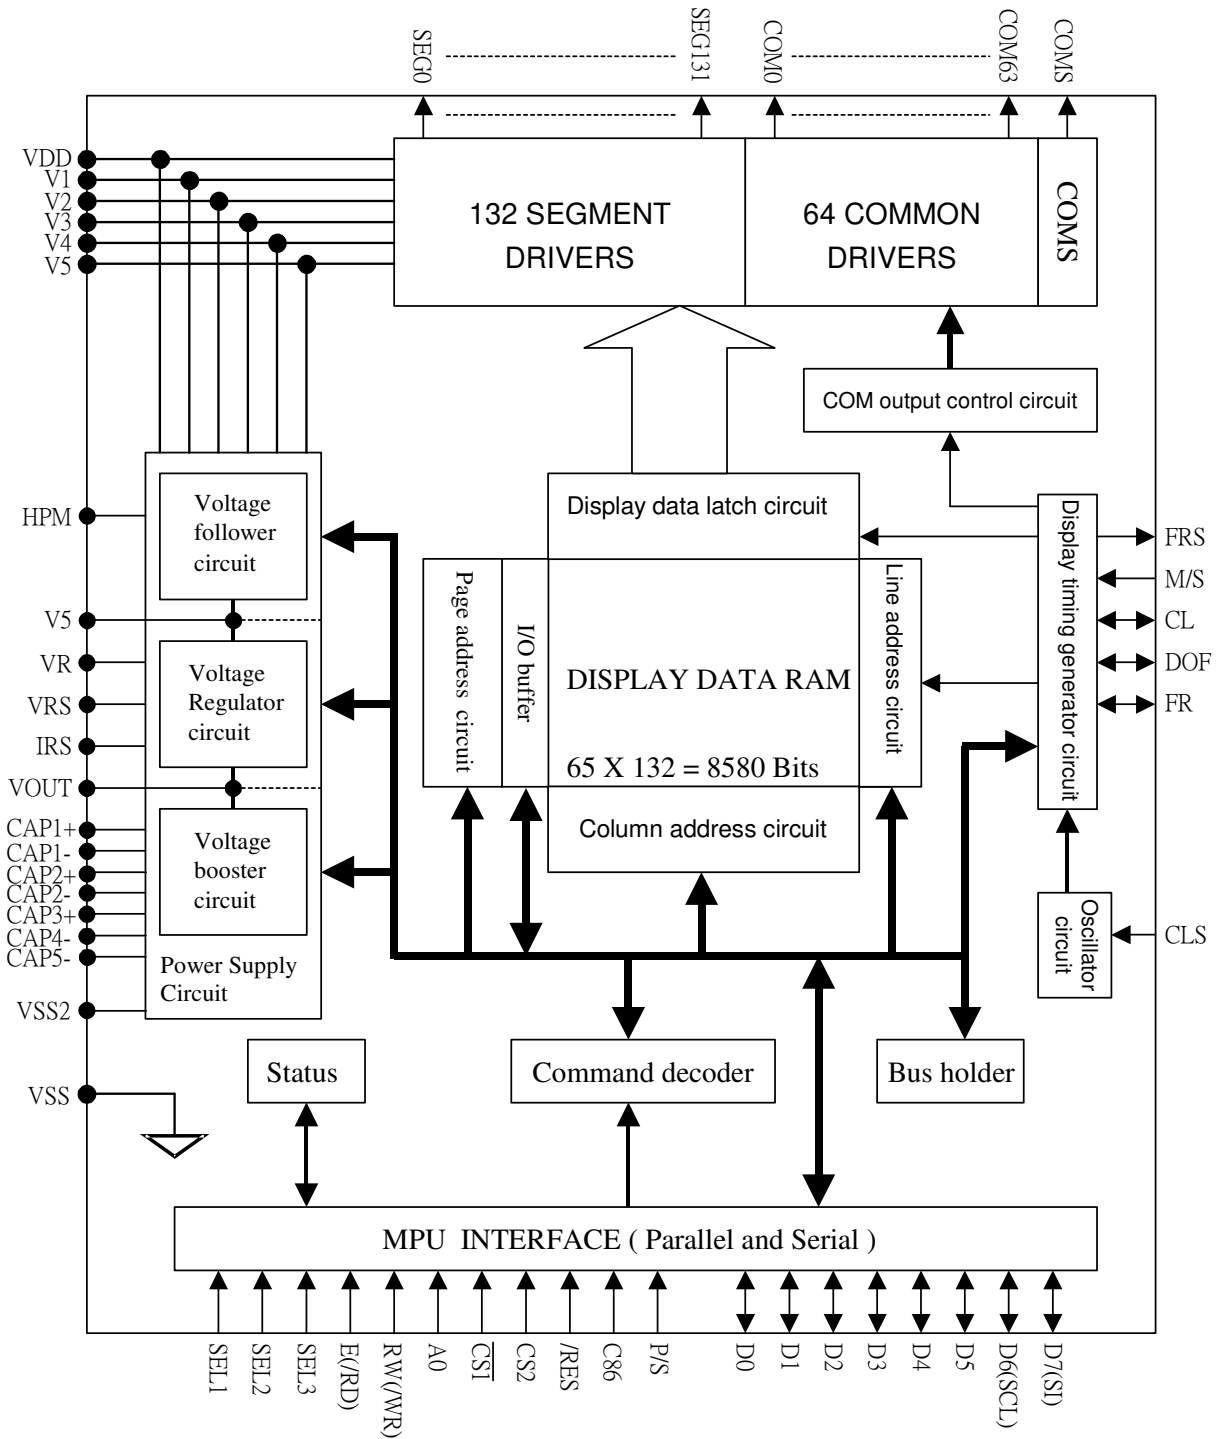 SEG0
SEG131
COM0
COM63
COMS
VDD
V1
V2
V3
V4
V5
132 SEGMENT
DRIVERS
64 COMMON
DRIVERS
COMS
COM output control circuit
HPM
V5
VR
VRS
IRS
VOUT
CAP1+
CAP1-
CAP2+
CAP2-
CAP3+
CAP4-
CAP5-
VSS2
VSS
Voltage
follower
circuit
Voltage
Regulator
circuit
Voltage
booster
circuit
Power Supply
Circuit
Display data latch circuit
Page address circuit
I/O buffer
DISPLAY DATA RAM
65 X 132 = 8580 Bits
Line address circuit
Column address circuit
Display timing generator circuit
FRS
M/S
CL
DOF
FR
Oscillator
circuit
CLS
Status
Command decoder
Bus holder
MPU INTERFACE ( Parallel and Serial )
SEL1
SEL2
SEL3
E(/RD)
RW(/WR)
A0
CS1
CS2
/RES
C86
P/S
D0
D1
D2
D3
D4
D5
D6(SCL)
D7(SI)